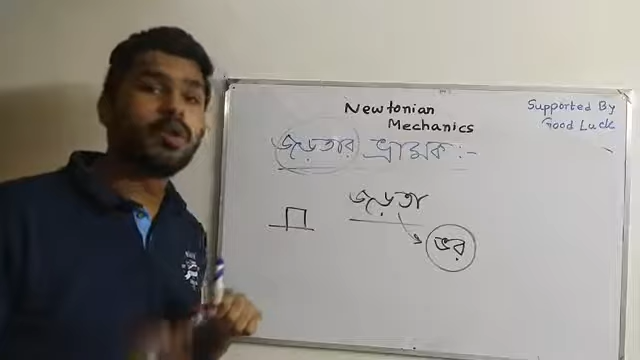 Newtonian
Mechanics
Supported By
Good Luck
জড়তার ভ্রামক :-
জড়তা
ভর